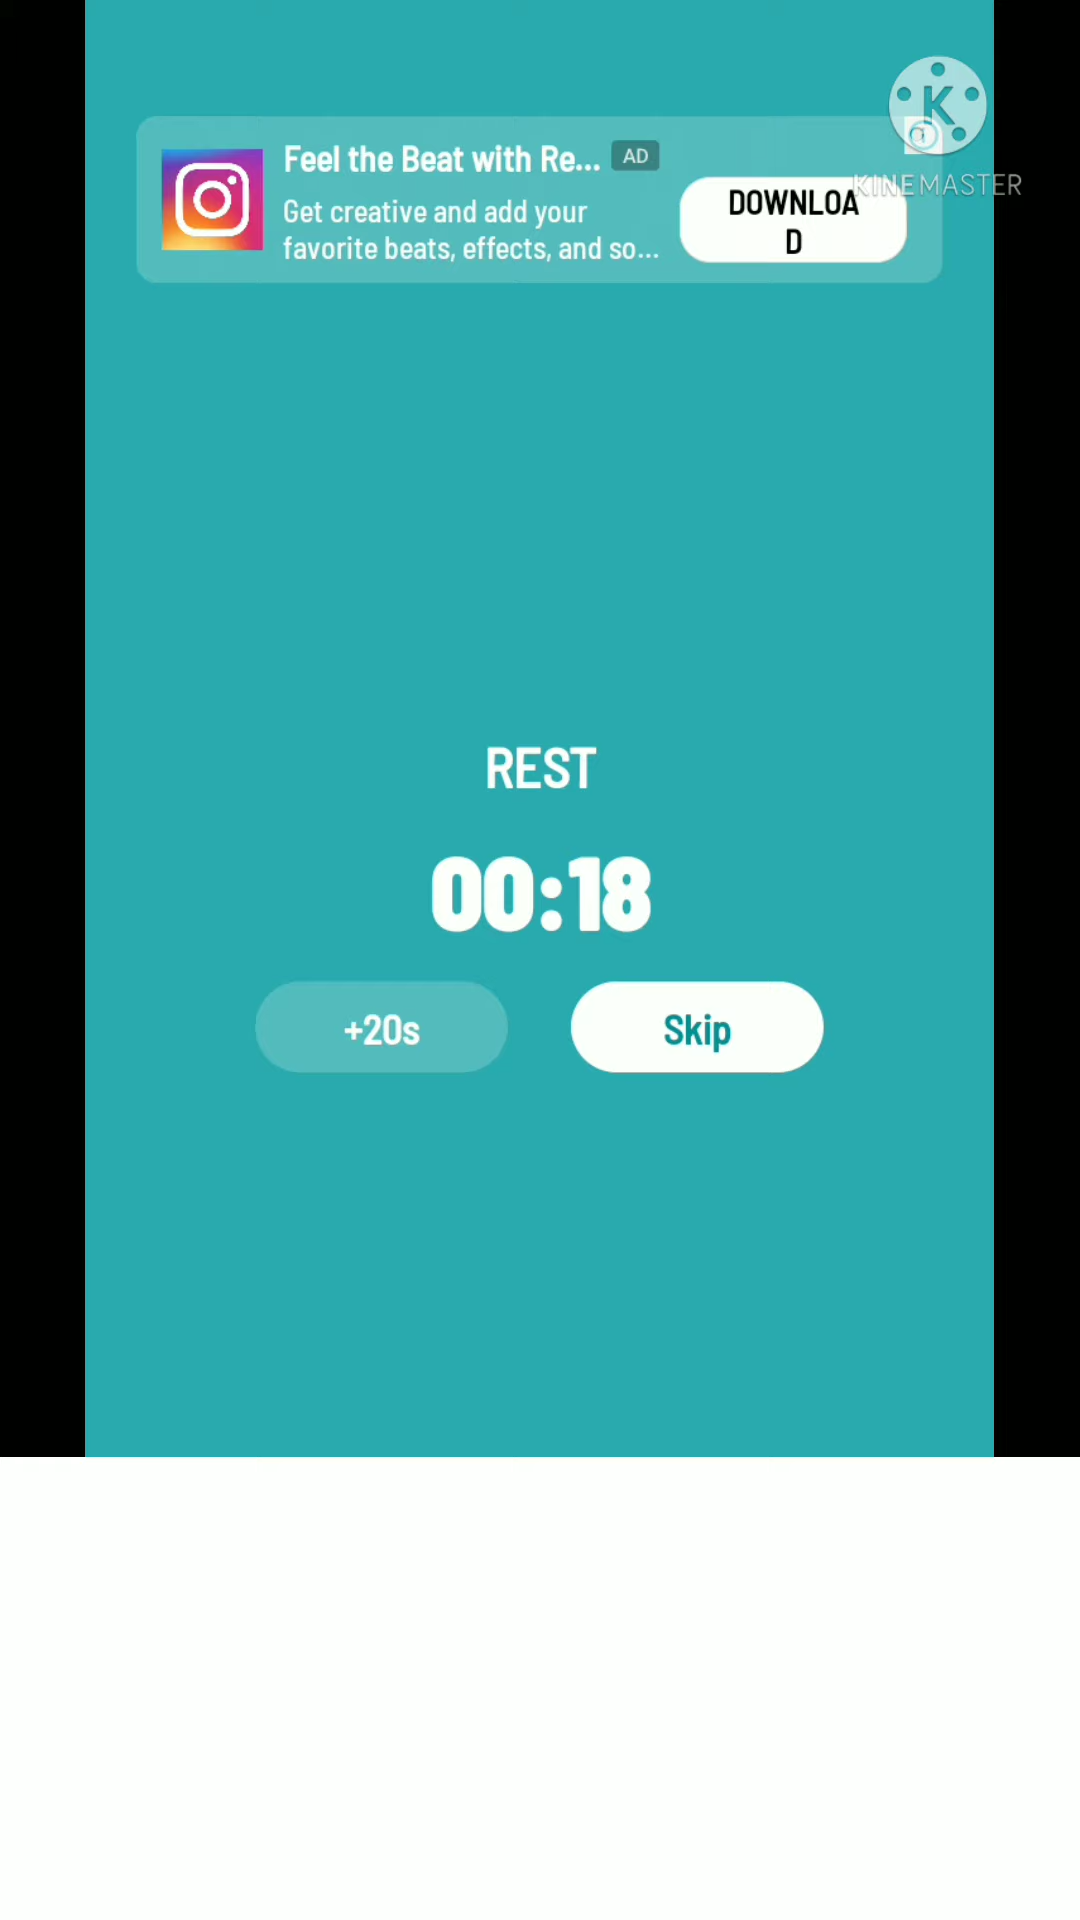 Feel the Beat with Re... AD
Get creative and add your
favorite beats, effects, and so...
DOWNLOA
D
KINEMASTER
REST
00:18
+20s
Skip